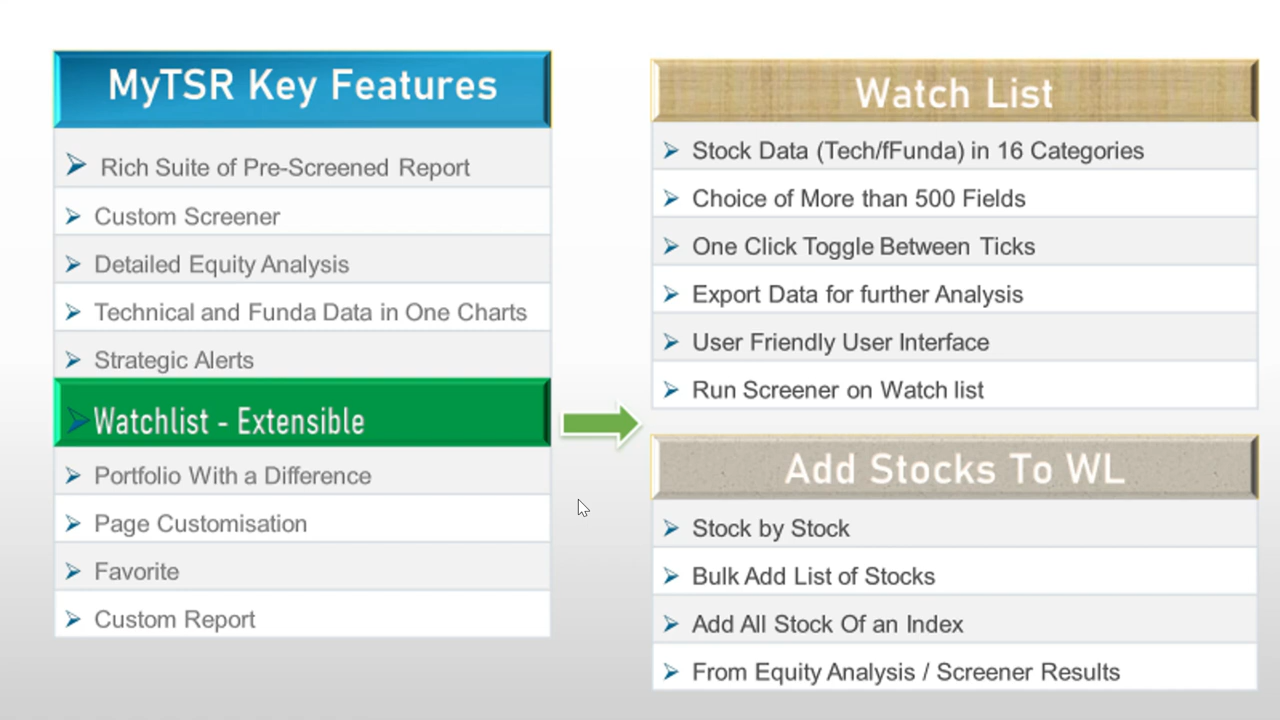 MyTSR Key Features
Rich Suite of Pre-Screened Report
Custom Screener
Detailed Equity Analysis
Technical and Funda Data in One Charts
Strategic Alerts
Watchlist - Extensible
Portfolio With a Difference
Page Customisation
Favorite
Custom Report
Watch List
Stock Data (Tech/fFunda) in 16 Categories
Choice of More than 500 Fields
One Click Toggle Between Ticks
Export Data for further Analysis
User Friendly User Interface
Run Screener on Watch list
Add Stocks To WL
Stock by Stock
Bulk Add List of Stocks
Add All Stock Of an Index
From Equity Analysis / Screener Results